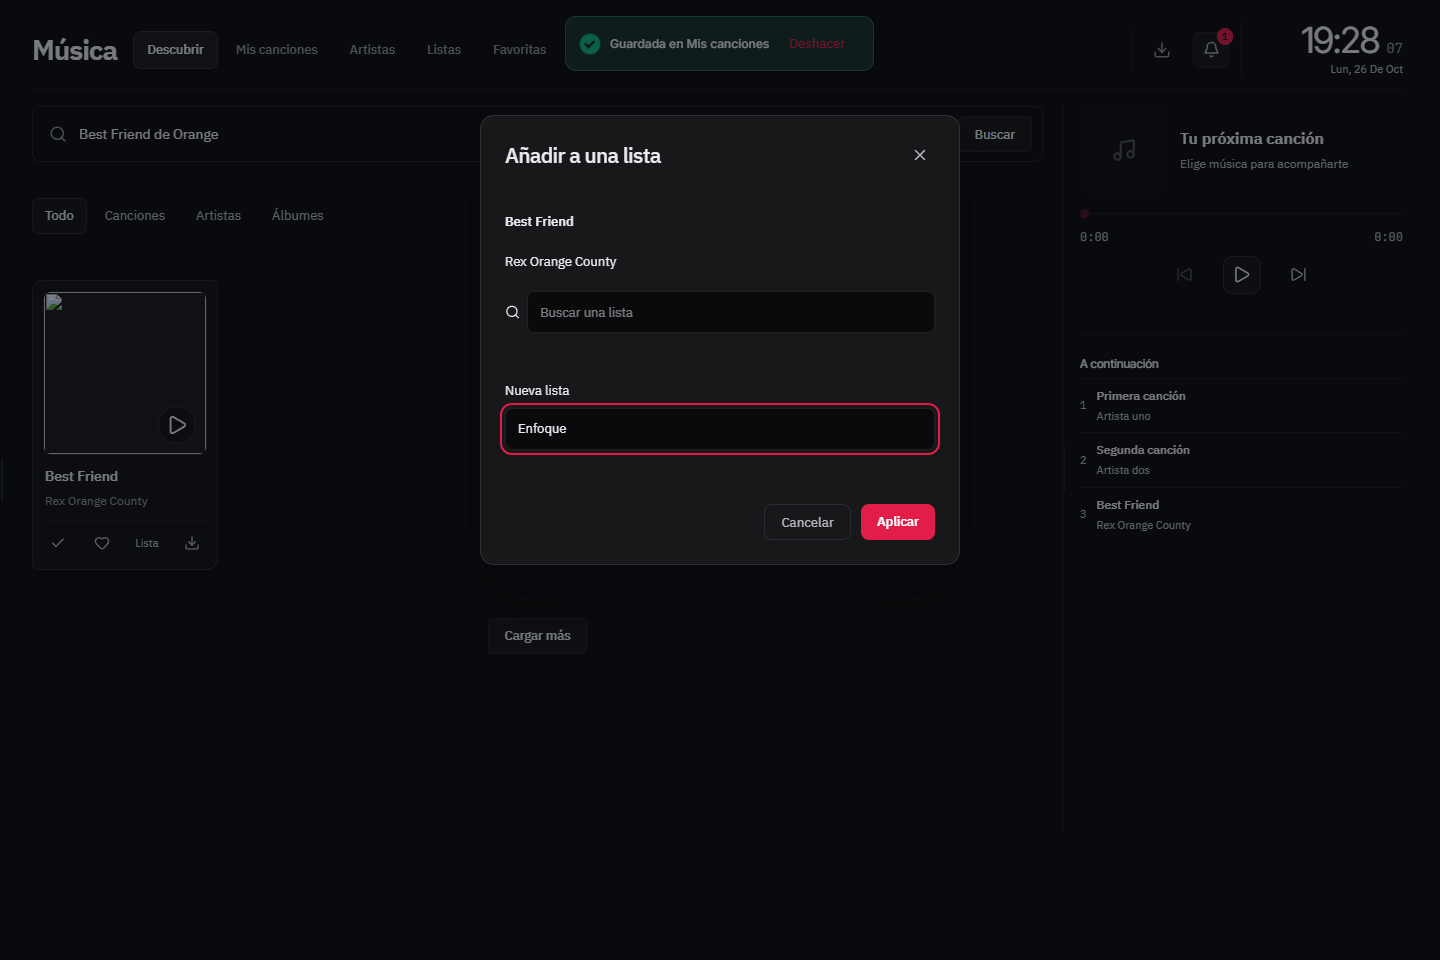 Música
Descubrir
Mis canciones
Artistas
Listas
Favoritas
Guardada en Mis canciones
Deshacer
1
19:28 07
Lun, 26 De Oct
Best Friend de Orange
Buscar
Todo
Canciones
Artistas
Álbumes
Best Friend
Rex Orange County
Lista
Cargar más
Añadir a una lista
Best Friend
Rex Orange County
Buscar una lista
Nueva lista
Enfoque
Cancelar
Aplicar
Tu próxima canción
Elige música para acompañarte
0:00
0:00
A continuación
1
Primera canción
Artista uno
2
Segunda canción
Artista dos
3
Best Friend
Rex Orange County